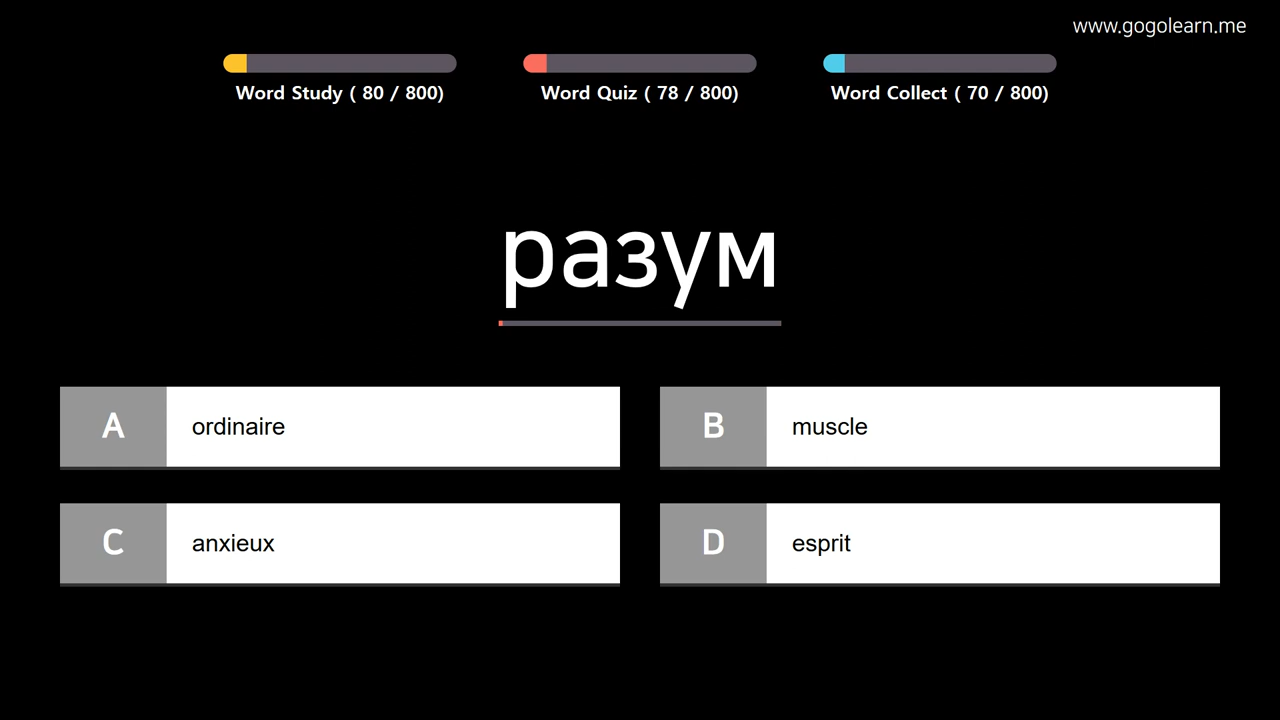 www.gogolearn.me
Word Study ( 80 / 800)
Word Quiz ( 78 / 800)
Word Collect ( 70 / 800)
разум
A ordinaire
B muscle
C anxieux
D esprit